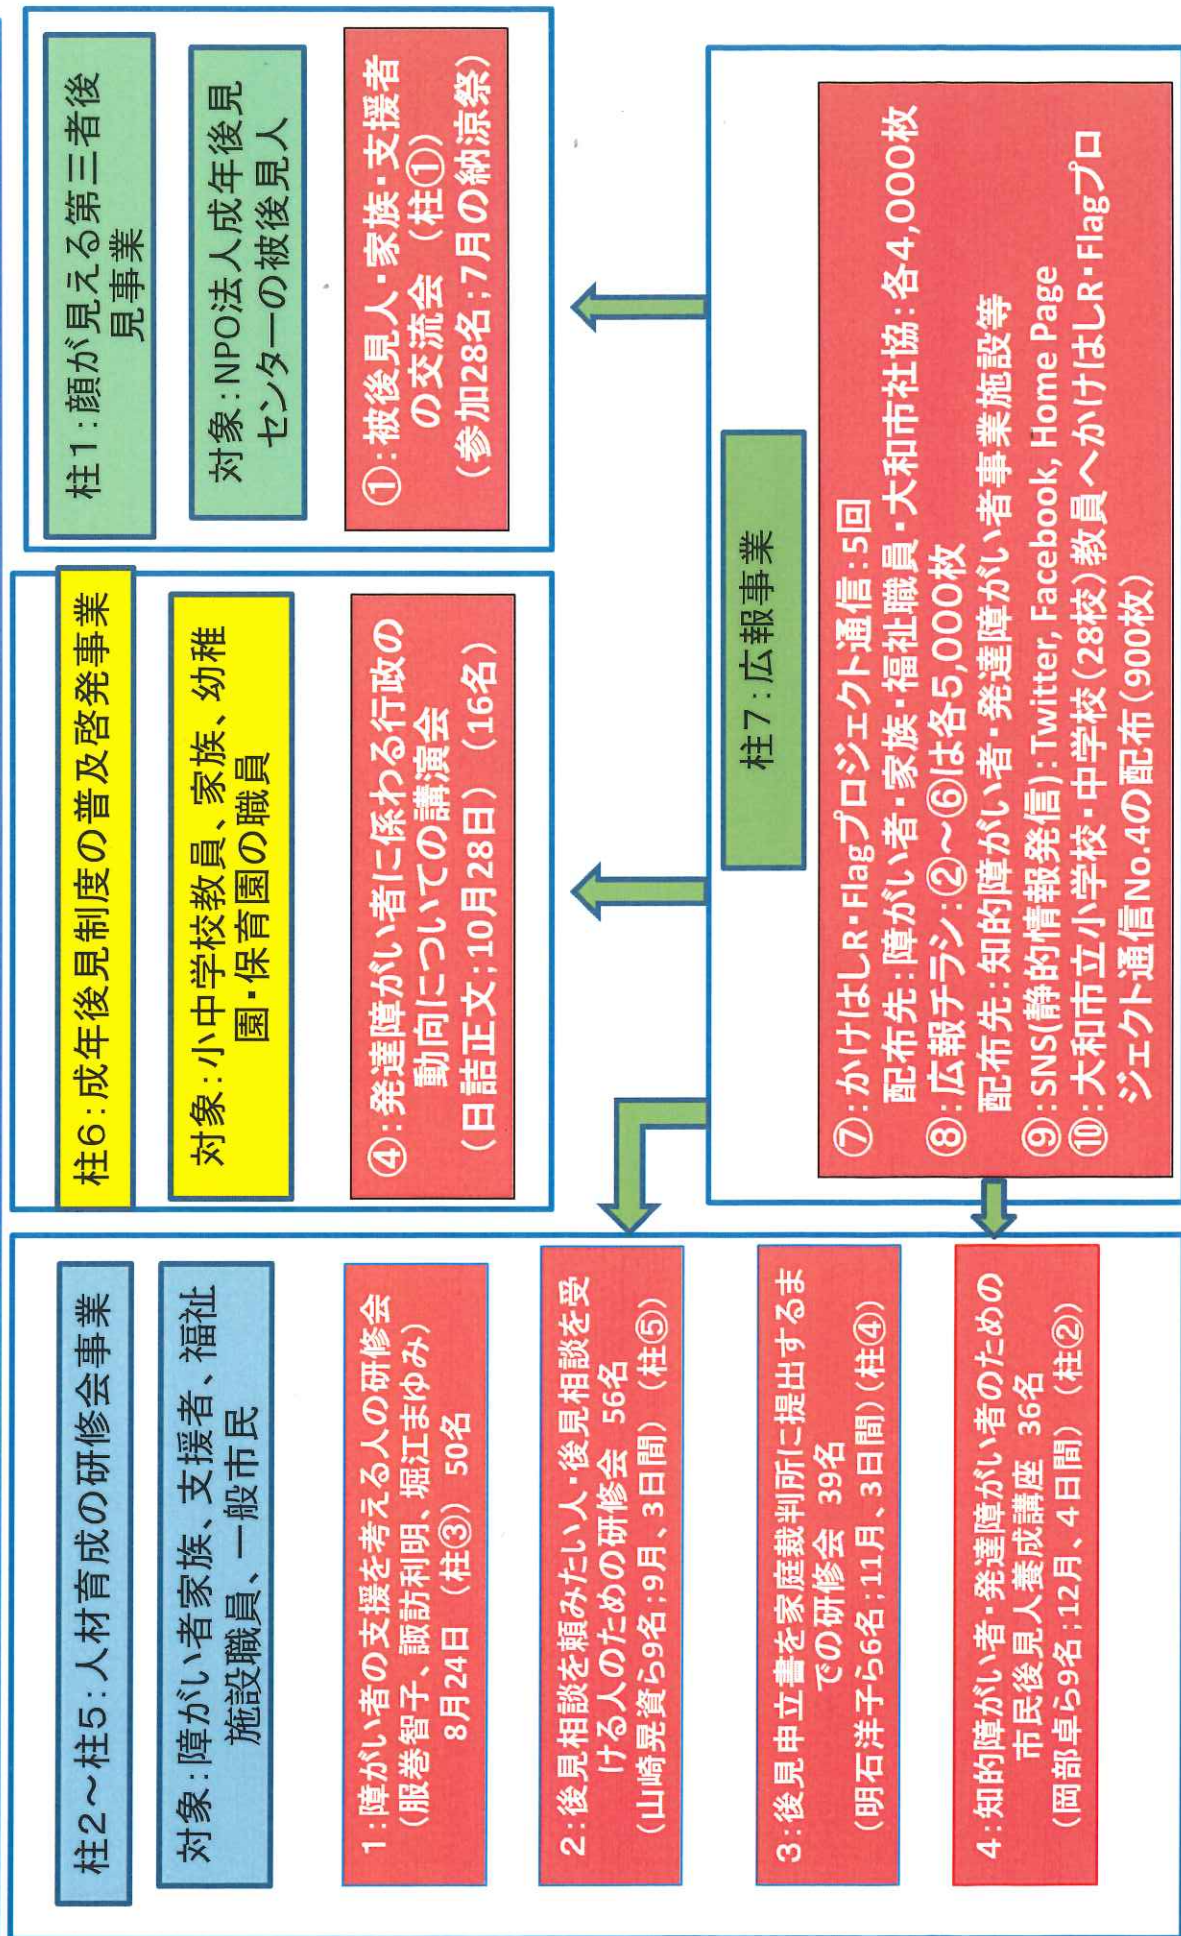 柱2～柱5：人材育成の研修会事業
対象：障がい者家族、支援者、福祉
施設職員、一般市民
1：障がい者の支援を考える人の研修会
（服巻智子、諏訪利明、堀江まゆみ）
8月24日　（柱③）　50名
2：後見相談を頼みたい人・後見相談を受
ける人のための研修会　56名
（山崎晃資ら9名；9月、3日間）　（柱⑤）
3：後見申立書を家庭裁判所に提出するま
での研修会　39名
（明石洋子ら6名；11月、3日間）（柱④）
4：知的障がい者・発達障がい者のための
市民後見人養成講座　36名
（岡部卓ら9名；12月、4日間）　（柱②）
柱6：成年後見制度の普及啓発事業
対象：小中学校教員、家族、幼稚
園・保育園の職員
④：発達障がい者に係わる行政の
動向についての講演会
（日詰正文；10月28日）　（16名）
柱1：顔が見える第三者後
見事業
対象：NPO法人成年後見
センターの被後見人
①：被後見人・家族・支援者
の交流会　（柱①））
（参加28名；7月の納涼祭）
柱7：広報事業
⑦：かけはしR・Flagプロジェクト通信：5回
配布先：障がい者・家族・福祉職員・大和市社協：各4,000枚
⑧：広報チラシ：②～⑥は各5,000枚
配布先：知的障がい者・発達障がい者事業施設等
⑨：SNS(静的情報発信)：Twitter, Facebook, Home Page
⑩：大和市立小学校・中学校（28校）教員へかけはしR・Flagプロ
ジェクト通信No.4の配布（900枚）